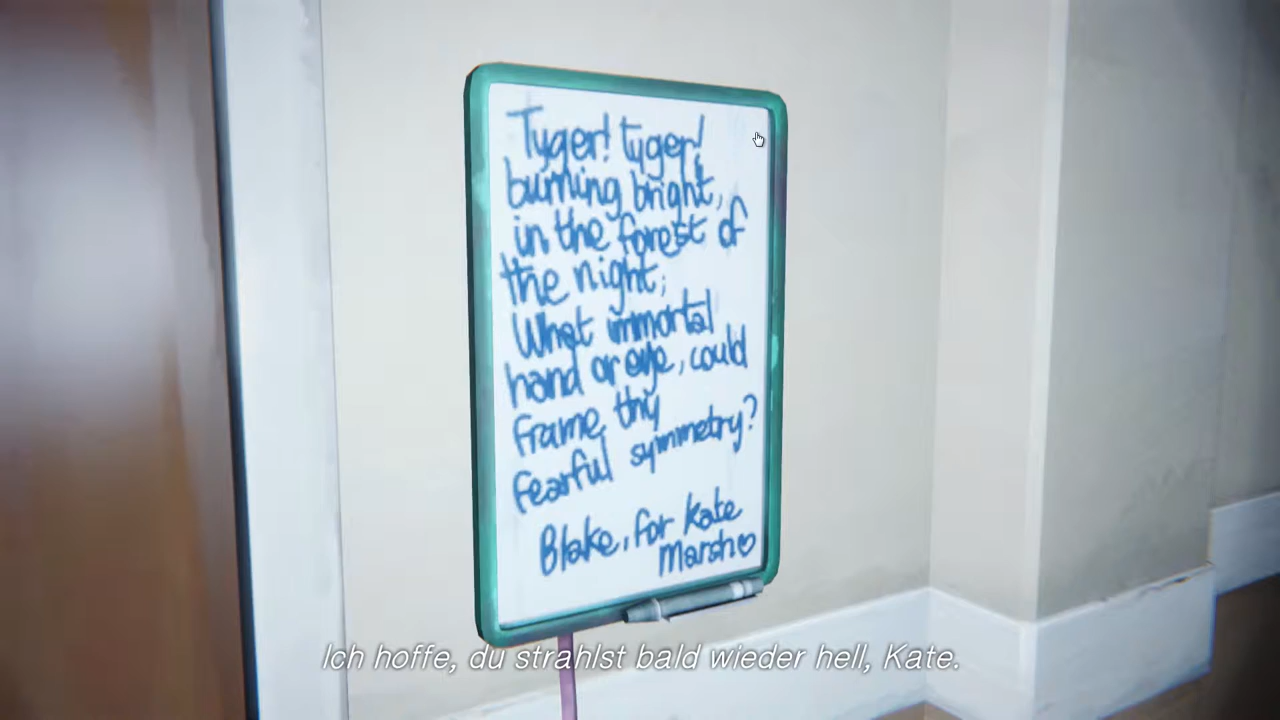 Tyger! tyger!
burning bright,
in the forest of
the night;
What immortal
hand or eye, could
frame thy
fearful symmetry?
Blake, for Kate
Marsh♡
Ich hoffe, du strahlst bald wieder hell, Kate.